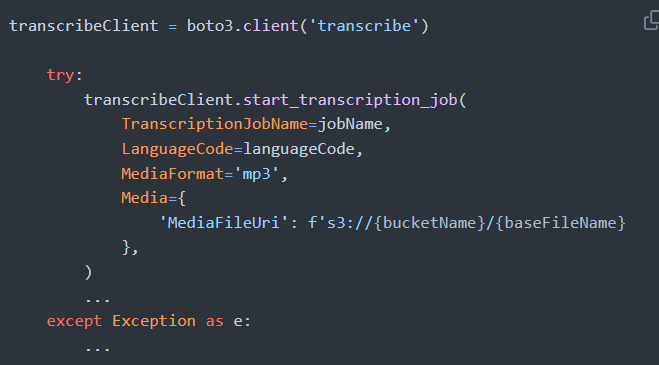 transcribeClient = boto3.client('transcribe')
    try:
        transcribeClient.start_transcription_job(
            TranscriptionJobName=jobName,
            LanguageCode=languageCode,
            MediaFormat='mp3',
            Media={
                'MediaFileUri': f's3://{bucketName}/{baseFileName}
            },
        )
        ...
    except Exception as e:
        ...